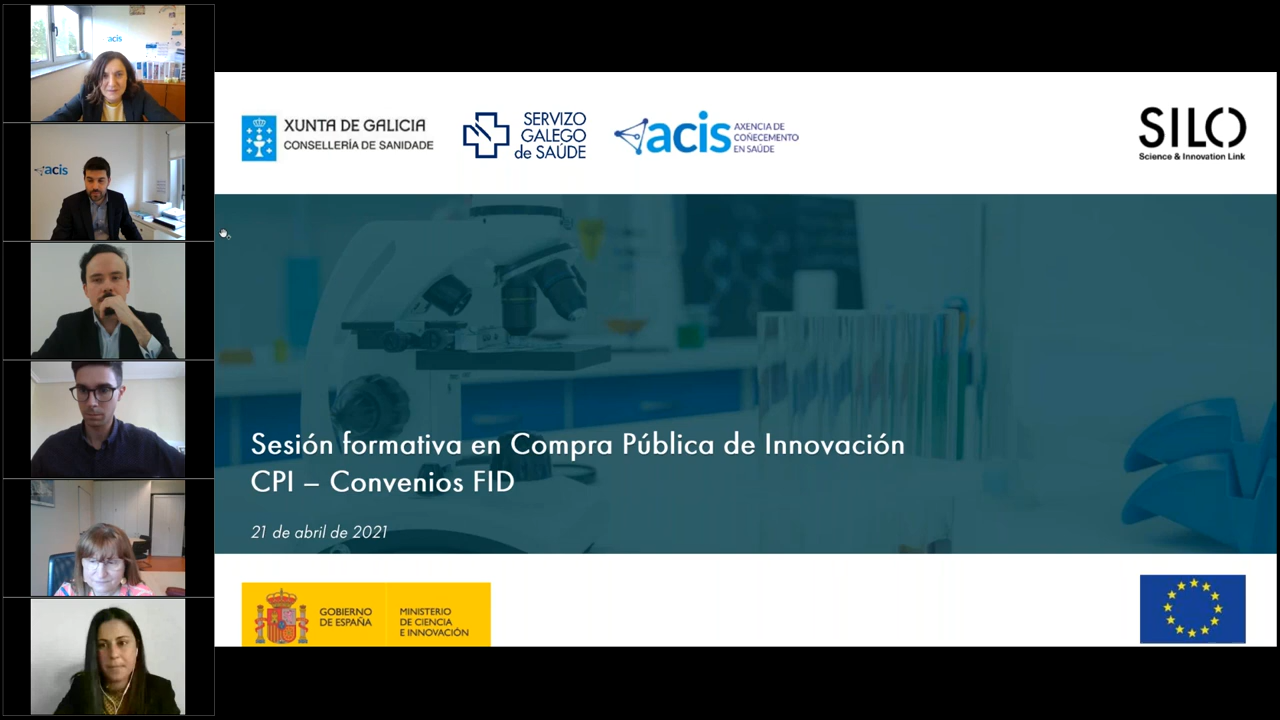 acis
acis
XUNTA DE GALICIA
CONSELLERÍA DE SANIDADE
SERVIZO
GALEGO
de SAÚDE
acis
AXENCIA DE
COÑECEMENTO
EN SAÚDE
SILO
Science & Innovation Link
Sesión formativa en Compra Pública de Innovación
CPI – Convenios FID
21 de abril de 2021
GOBIERNO
DE ESPAÑA
MINISTERIO
DE CIENCIA
E INNOVACIÓN